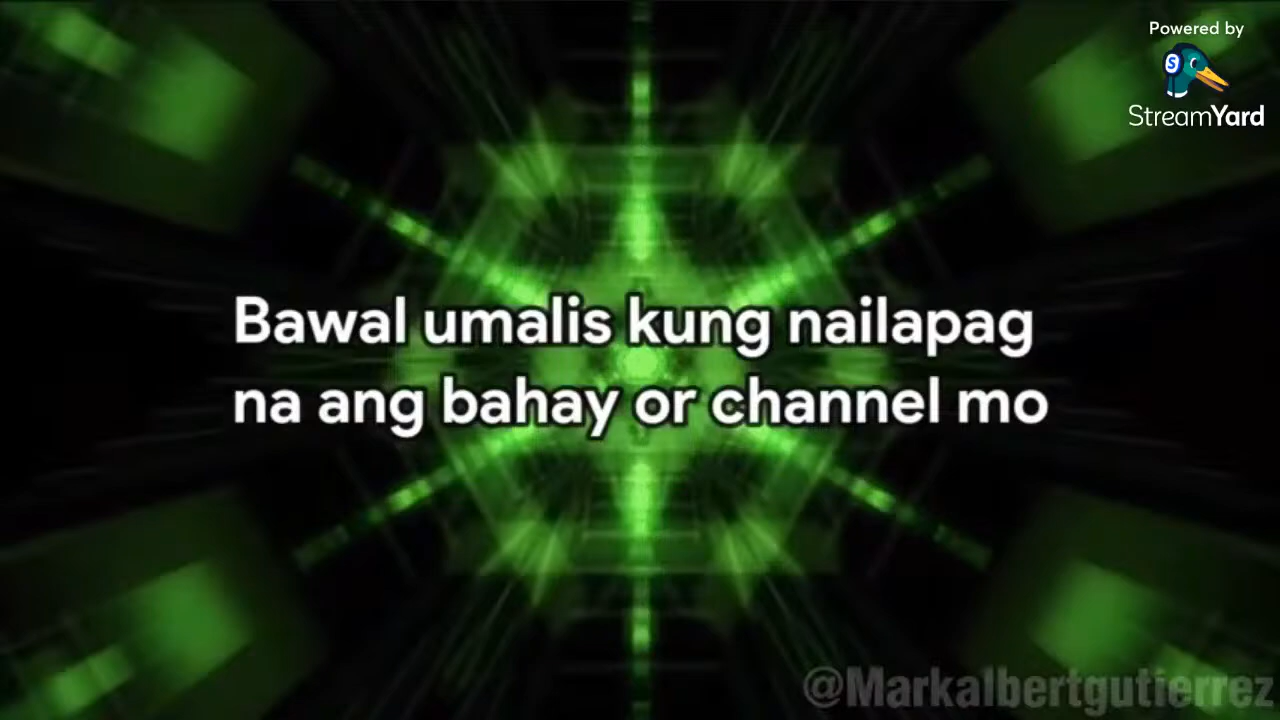 Powered by
StreamYard
Bawal umalis kung nailapag
na ang bahay or channel mo
@Markalbertgutierrez